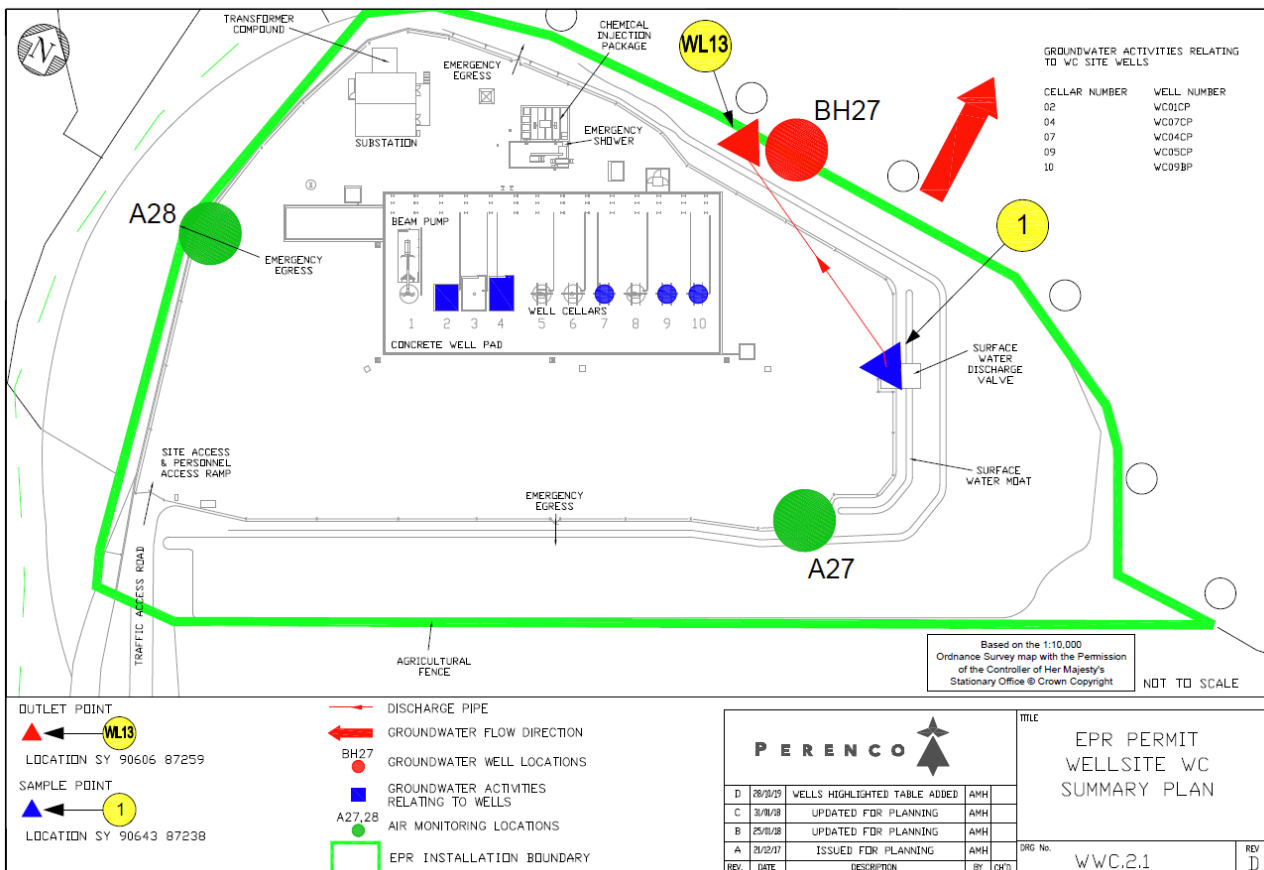 N
TRANSFORMER
COMPOUND
CHEMICAL
INJECTION
PACKAGE
EMERGENCY
EGRESS
WL13
BH27
EMERGENCY
SHOWER
SUBSTATION
GROUNDWATER ACTIVITIES RELATING
TO WC SITE WELLS
CELLAR NUMBER WELL NUMBER
02 WC01CP
04 WC07CP
07 WC04CP
09 WC05CP
10 WC09BP
A28
EMERGENCY
EGRESS
BEAM PUMP
1
WELL CELLARS
1 2 3 4 5 6 7 8 9 10
CONCRETE WELL PAD
SURFACE
WATER
DISCHARGE
VALVE
SITE ACCESS
& PERSONNEL
ACCESS RAMP
EMERGENCY
EGRESS
SURFACE
WATER MOAT
A27
TRAFFIC ACCESS ROAD
AGRICULTURAL
FENCE
Based on the 1:10,000
Ordnance Survey map with the Permission
of the Controller of Her Majesty's
Stationary Office © Crown Copyright
NOT TO SCALE
OUTLET POINT
WL13
LOCATION SY 90606 87259
SAMPLE POINT
1
LOCATION SY 90643 87238
DISCHARGE PIPE
GROUNDWATER FLOW DIRECTION
BH27
GROUNDWATER WELL LOCATIONS
GROUNDWATER ACTIVITIES
RELATING TO WELLS
A27,28
AIR MONITORING LOCATIONS
EPR INSTALLATION BOUNDARY
PERENCO
D 28/10/19 WELLS HIGHLIGHTED TABLE ADDED AMH
C 31/01/18 UPDATED FOR PLANNING AMH
B 25/01/18 UPDATED FOR PLANNING AMH
A 21/12/17 ISSUED FOR PLANNING AMH
REV. DATE DESCRIPTION BY CH'D
TITLE
EPR PERMIT
WELLSITE WC
SUMMARY PLAN
DRG No.
WWC.2.1
REV
D